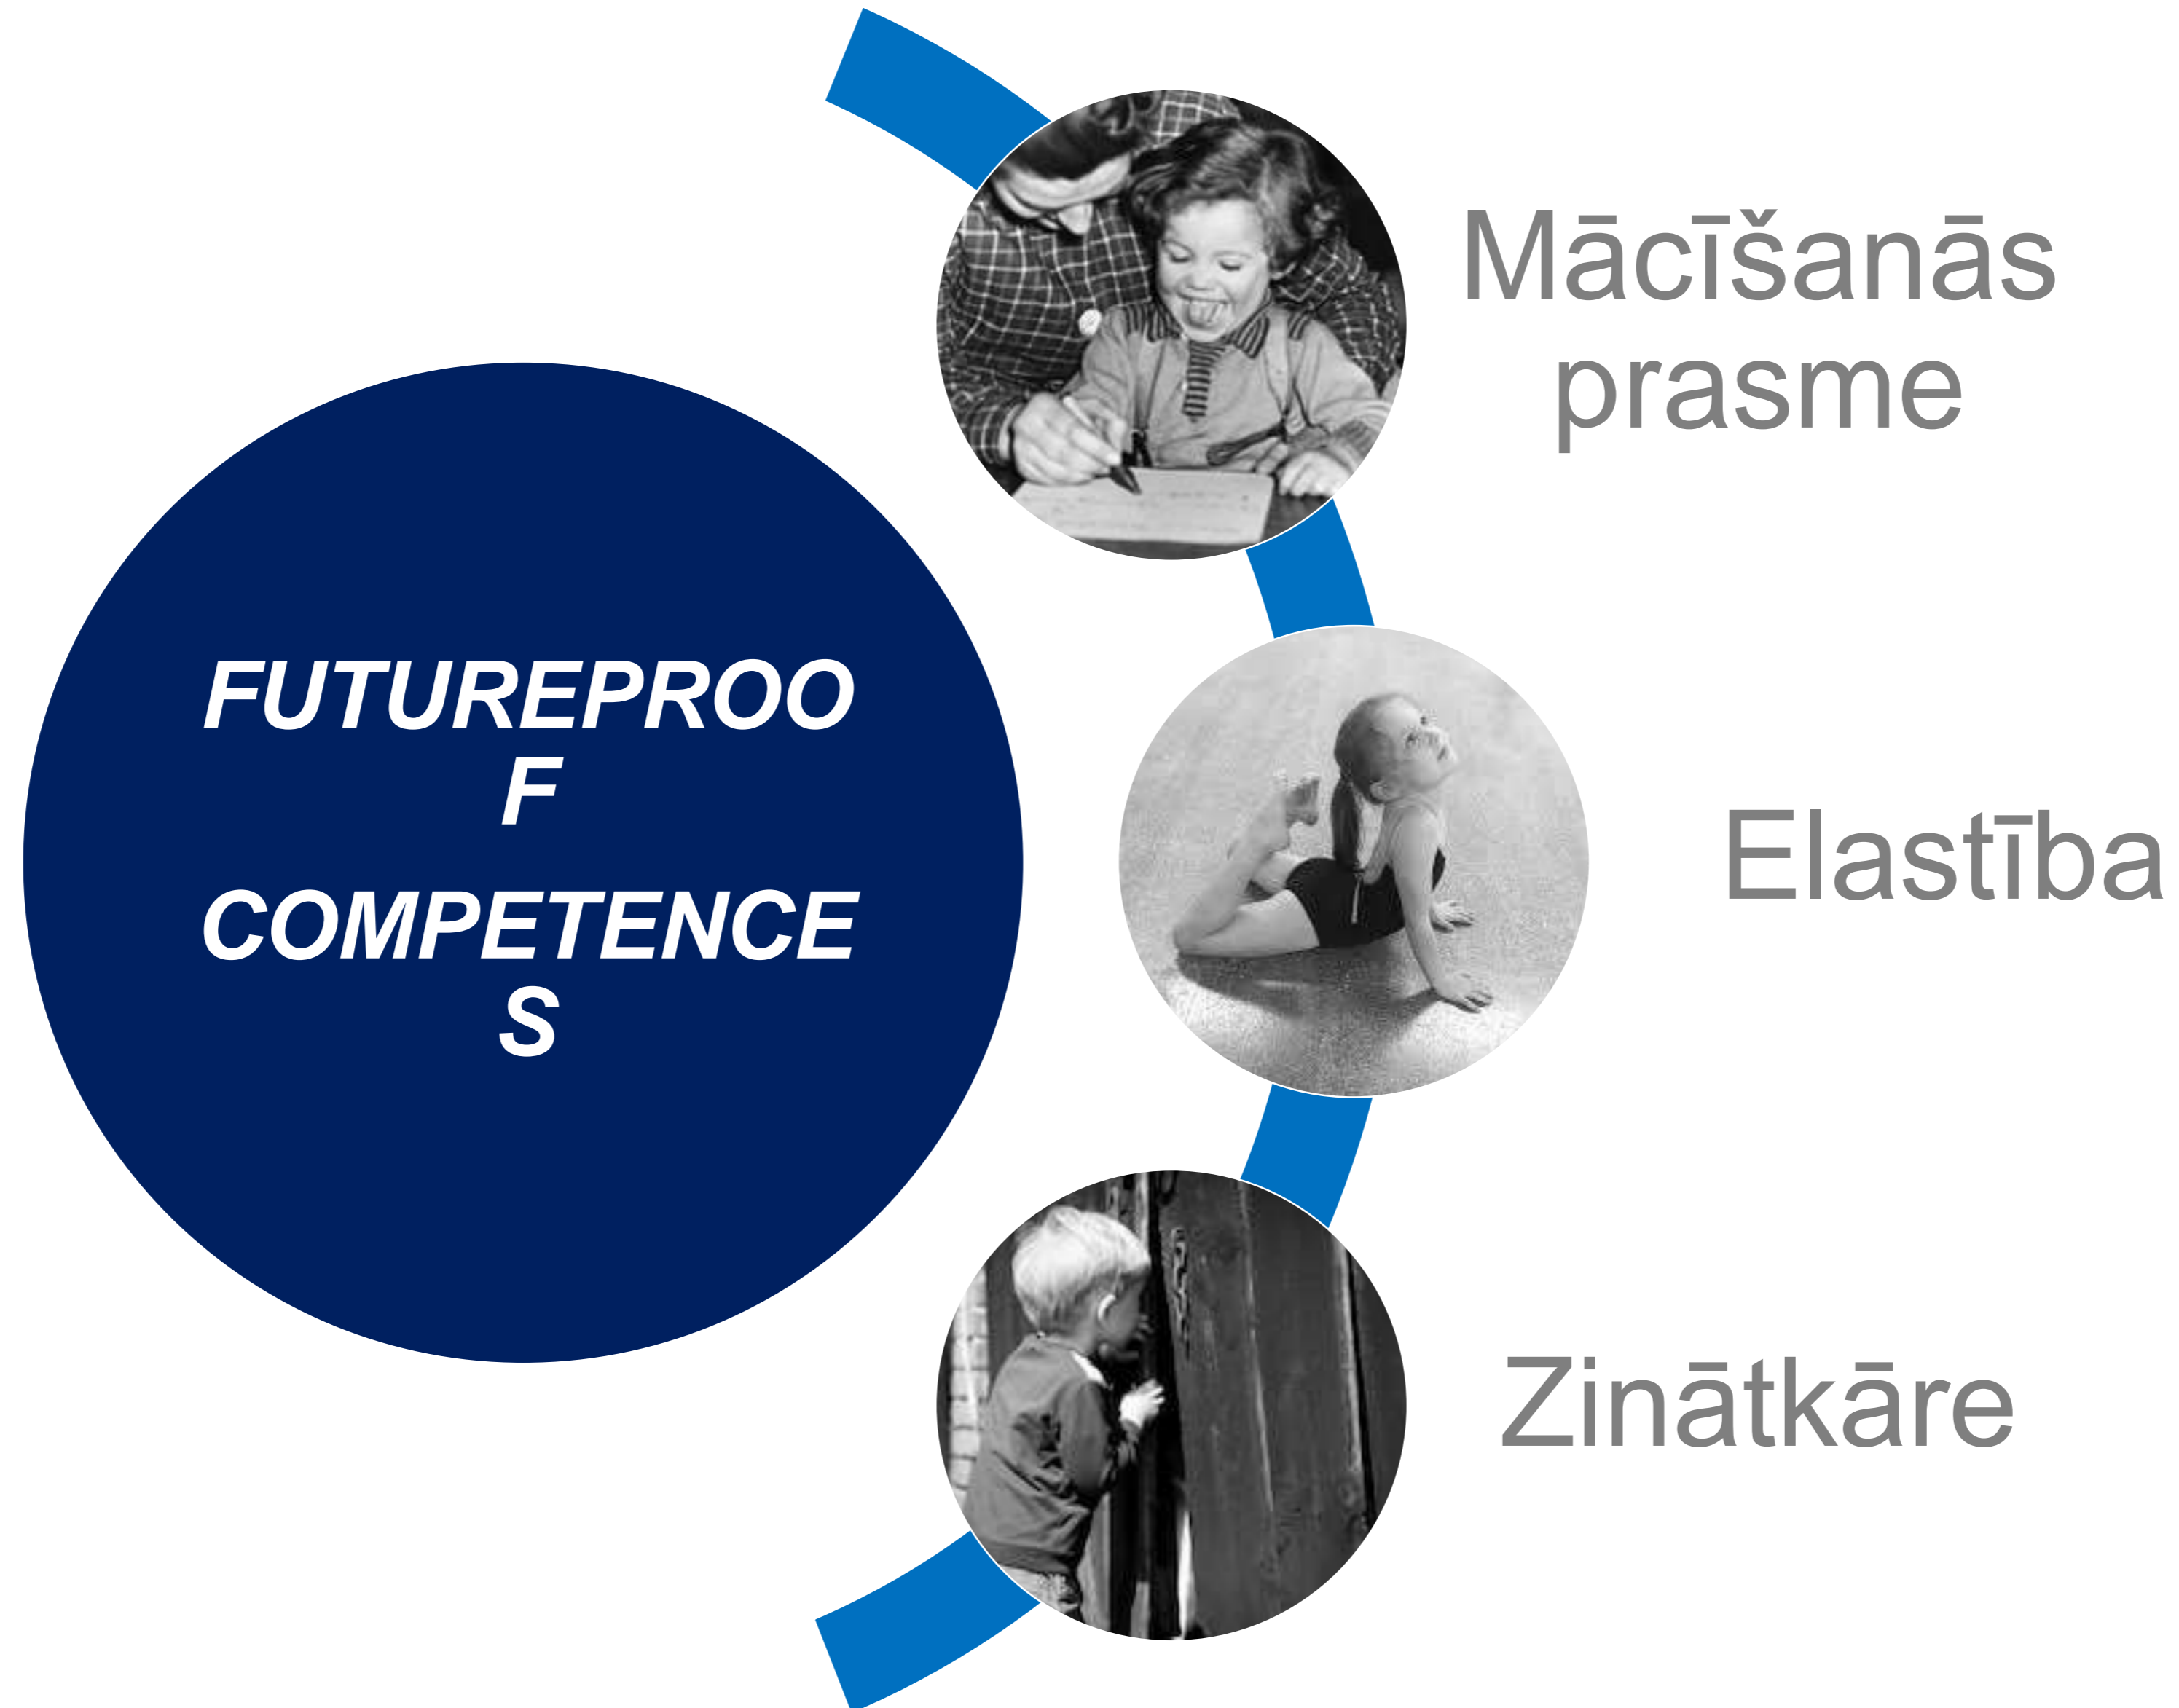 FUTUREPROO
F
COMPETENCE
S
Mācīšanās
prasme
Elastība
Zinātkāre